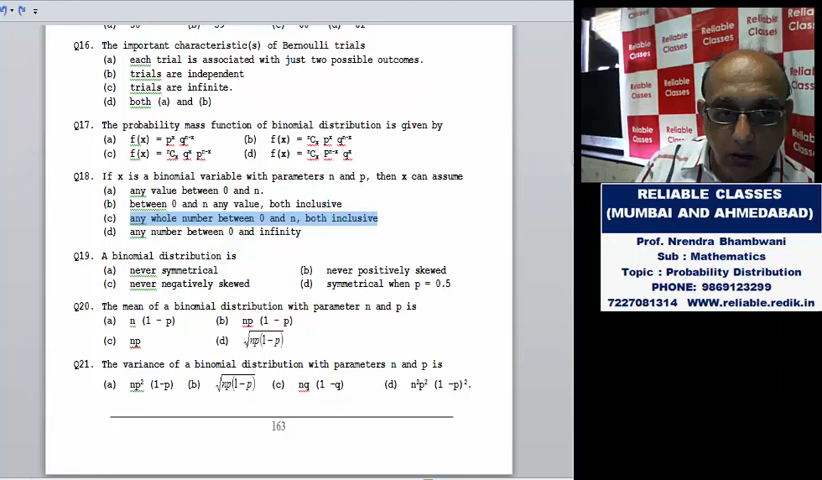 (a) 58 (b) 59 (c) 60 (d) 61
Q16. The important characteristic(s) of Bernoulli trials
(a) each trial is associated with just two possible outcomes.
(b) trials are independent
(c) trials are infinite.
(d) both (a) and (b)
Q17. The probability mass function of binomial distribution is given by
(a) f(x) = pˣ qⁿ⁻ˣ (b) f(x) = ⁿCₓ pˣ qⁿ⁻ˣ
(c) f(x) = ⁿCₓ qˣ pⁿ⁻ˣ (d) f(x) = ⁿCₓ pⁿ⁻ˣ qˣ
Q18. If x is a binomial variable with parameters n and p, then x can assume
(a) any value between 0 and n.
(b) between 0 and n any value, both inclusive
(c) any whole number between 0 and n, both inclusive
(d) any number between 0 and infinity
Q19. A binomial distribution is
(a) never symmetrical (b) never positively skewed
(c) never negatively skewed (d) symmetrical when p = 0.5
Q20. The mean of a binomial distribution with parameter n and p is
(a) n (1 - p) (b) np (1 - p)
(c) np (d) √np(1-p)
Q21. The variance of a binomial distribution with parameters n and p is
(a) np² (1-p) (b) √np(1-p) (c) nq (1 -q) (d) n²p² (1 -p)².
163
Reliable
Classes
RELIABLE CLASSES
(MUMBAI AND AHMEDABAD)
Prof. Nrendra Bhambwani
Sub : Mathematics
Topic : Probability Distribution
PHONE: 9869123299
7227081314 WWW.reliable.redik.in